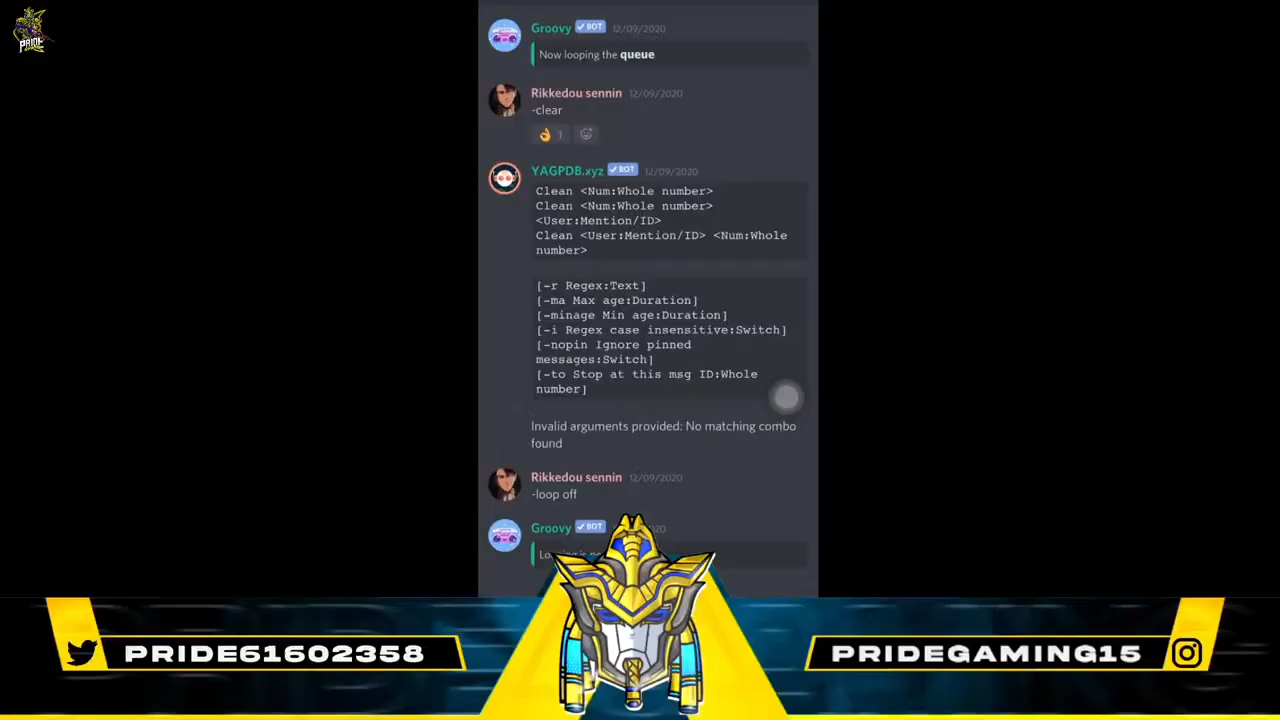 PRIDE
Groovy BOT 12/09/2020
Now looping the queue
Rikkedou sennin 12/09/2020
-clear
1
YAGPDB.xyz BOT 12/09/2020
Clean <Num:Whole number>
Clean <Num:Whole number>
<User:Mention/ID>
Clean <User:Mention/ID> <Num:Whole
number>
[-r Regex:Text]
[-ma Max age:Duration]
[-minage Min age:Duration]
[-i Regex case insensitive:Switch]
[-nopin Ignore pinned
messages:Switch]
[-to Stop at this msg ID:Whole
number]
Invalid arguments provided: No matching combo
found
Rikkedou sennin 12/09/2020
-loop off
Groovy BOT
PRIDE61602358
PRIDEGAMING15